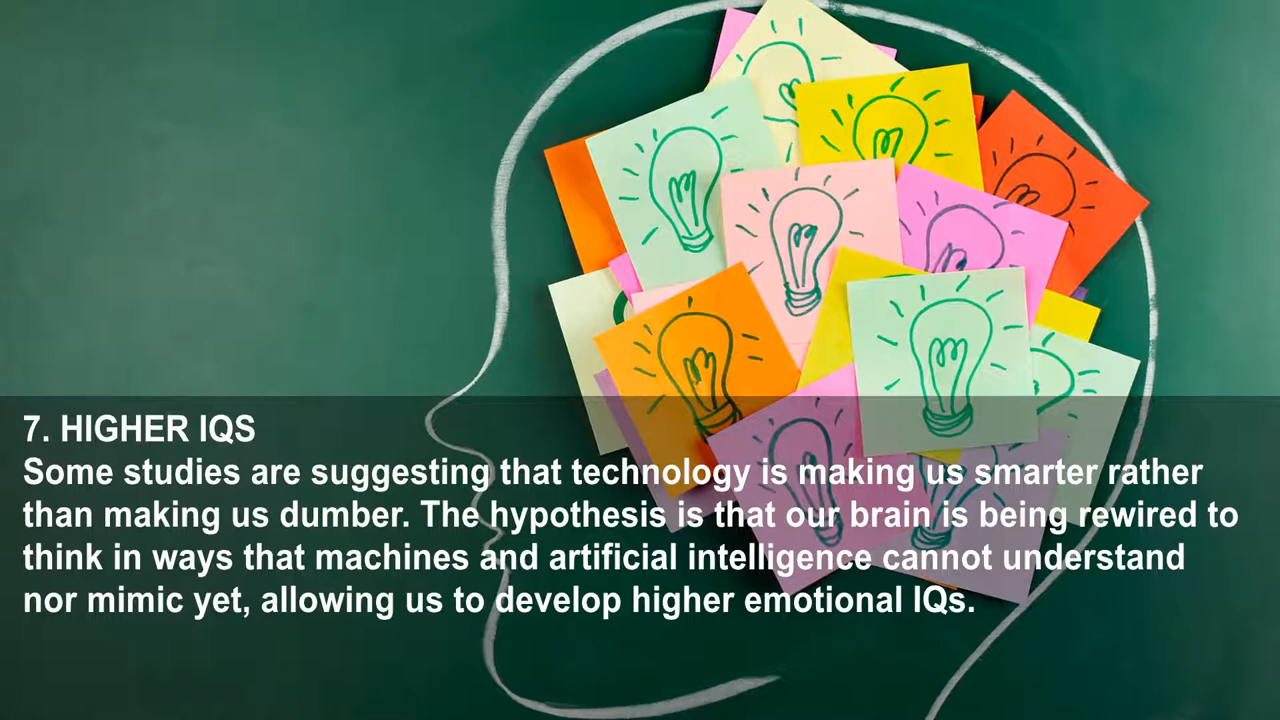 7. HIGHER IQS
Some studies are suggesting that technology is making us smarter rather
than making us dumber. The hypothesis is that our brain is being rewired to
think in ways that machines and artificial intelligence cannot understand
nor mimic yet, allowing us to develop higher emotional IQs.